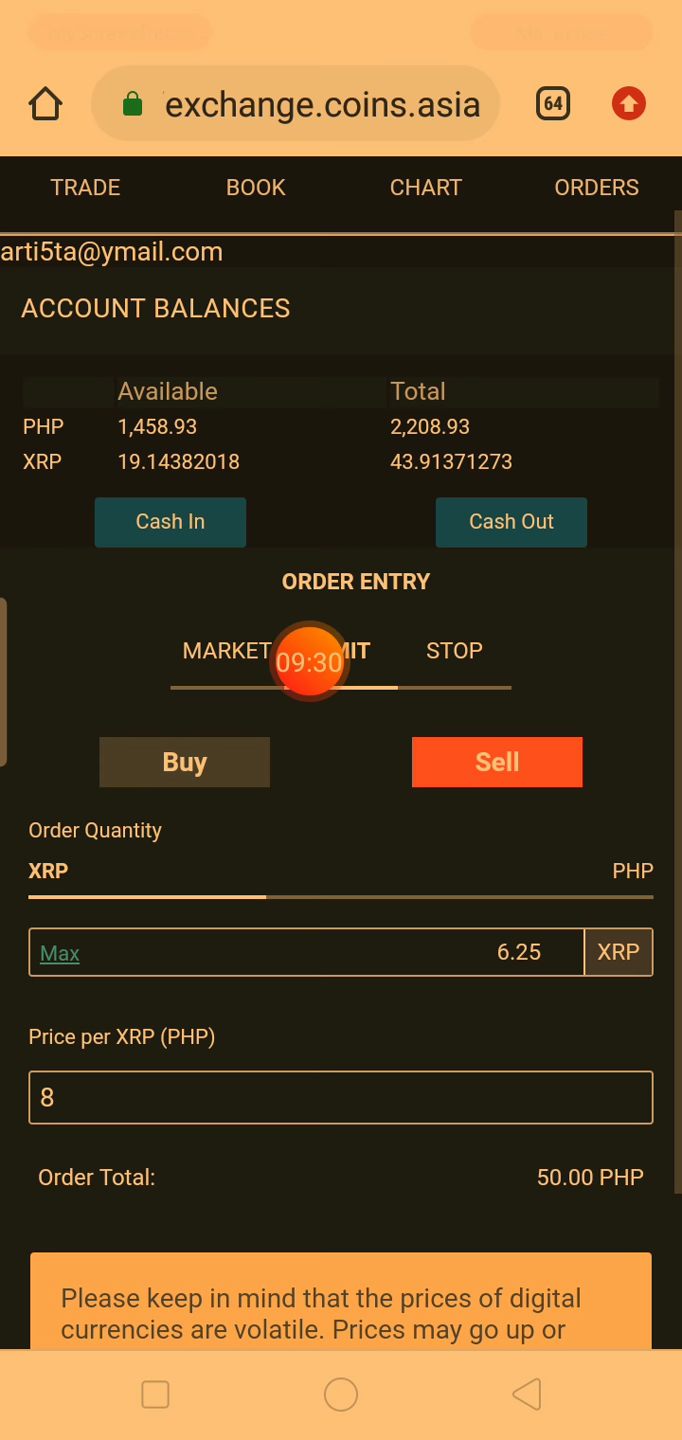 exchange.coins.asia
64
TRADE BOOK CHART ORDERS
arti5ta@ymail.com
ACCOUNT BALANCES
Available Total
PHP 1,458.93 2,208.93
XRP 19.14382018 43.91371273
Cash In Cash Out
ORDER ENTRY
MARKET MIT STOP
09:30
Buy Sell
Order Quantity
XRP PHP
Max 6.25 XRP
Price per XRP (PHP)
8
Order Total: 50.00 PHP
Please keep in mind that the prices of digital
currencies are volatile. Prices may go up or